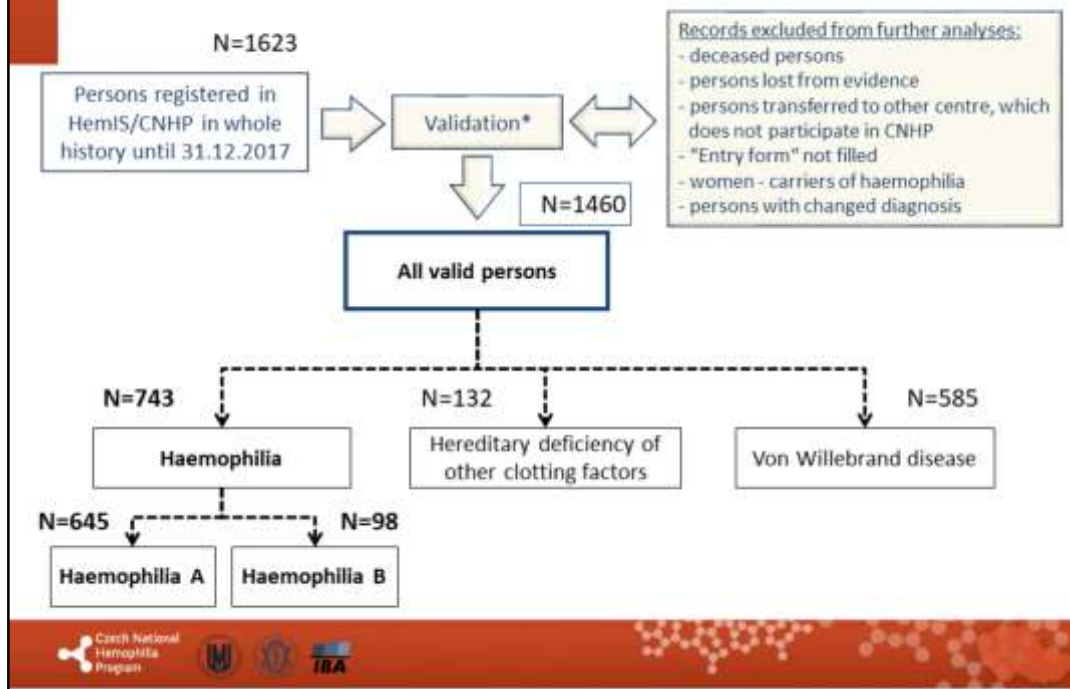 N=1623
Persons registered in
HemIS/CNHP in whole
history until 31.12.2017
Validation*
Records excluded from further analyses:
- deceased persons
- persons lost from evidence
- persons transferred to other centre, which
does not participate in CNHP
- "Entry form" not filled
- women - carriers of haemophilia
- persons with changed diagnosis
N=1460
All valid persons
N=743
N=132
N=585
Haemophilia
Hereditary deficiency of
other clotting factors
Von Willebrand disease
N=645
N=98
Haemophilia A
Haemophilia B
Czech National
Hemophilia
Program
IBA